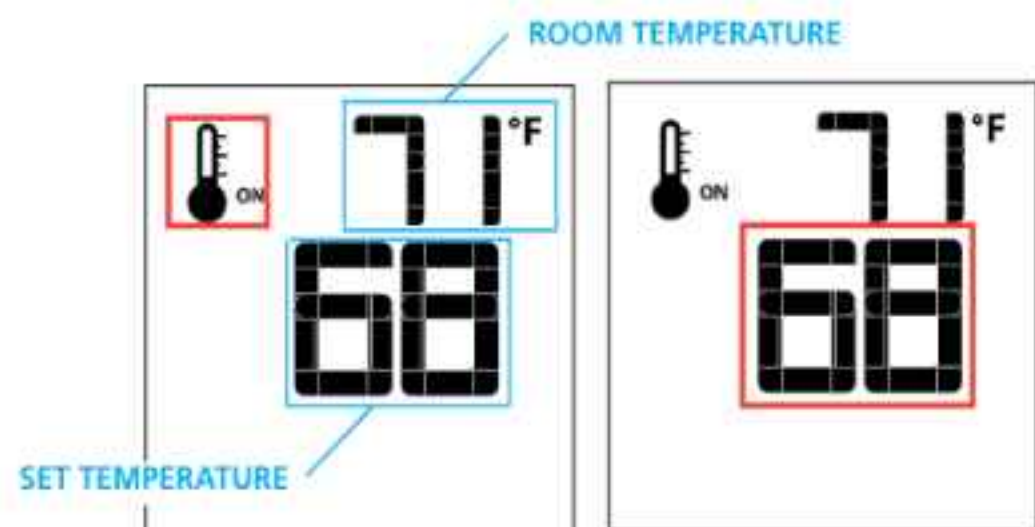 ROOM TEMPERATURE
71 °F
ON
68
SET TEMPERATURE
71 °F
ON
68